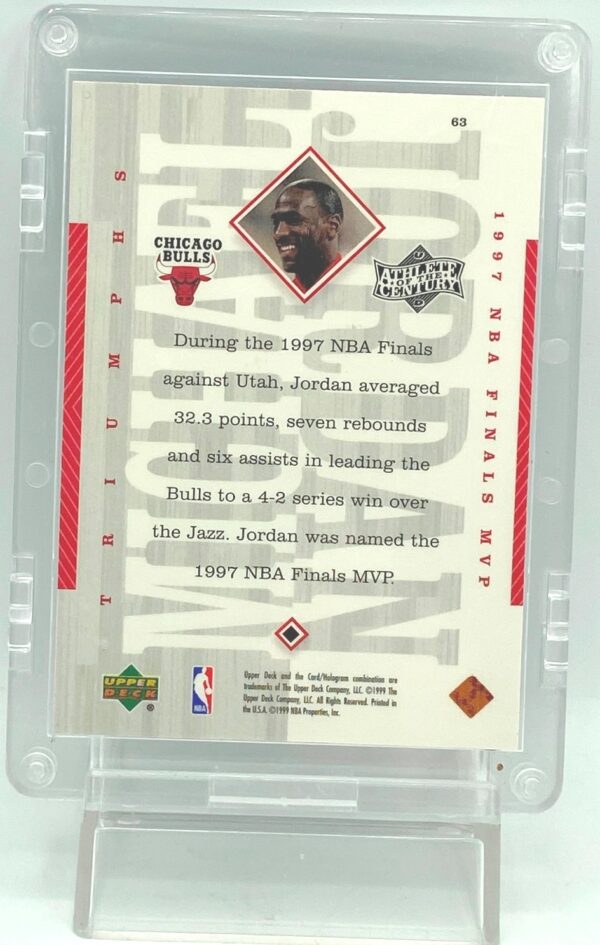 63
CHICAGO
BULLS
ATHLETE
OF THE
CENTURY
TRIUMPHS
1997 NBA FINALS MVP
MICHAEL
JORDAN
During the 1997 NBA Finals
against Utah, Jordan averaged
32.3 points, seven rebounds
and six assists in leading the
Bulls to a 4-2 series win over
the Jazz. Jordan was named the
1997 NBA Finals MVP.
UPPER
DECK
®
NBA
Upper Deck and the Card/Hologram combination are
trademarks of The Upper Deck Company, LLC. ©1999 The
Upper Deck Company, LLC. All Rights Reserved. Printed in
the U.S.A. ©1999 NBA Properties, Inc.